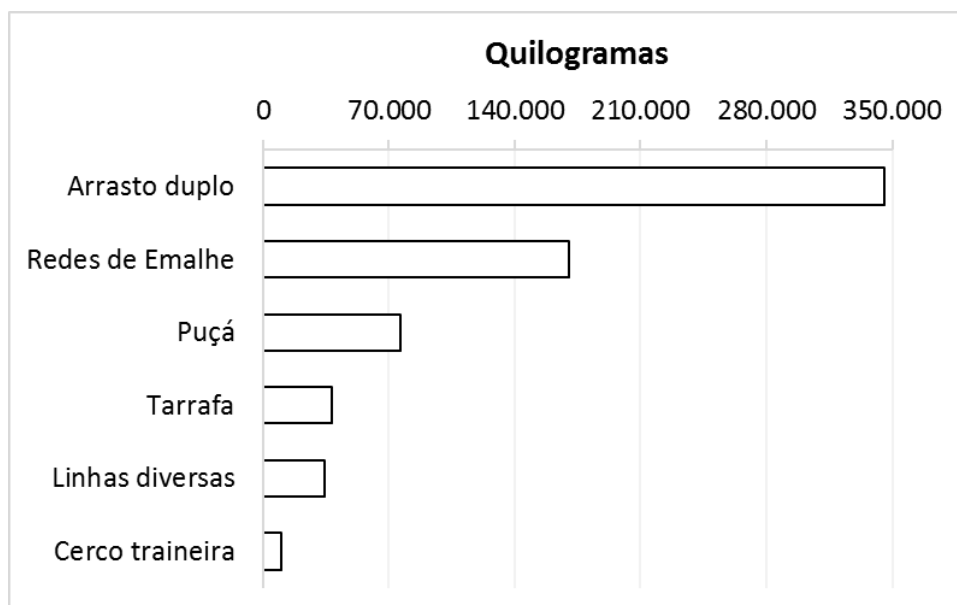 Quilogramas
0 70.000 140.000 210.000 280.000 350.000
Arrasto duplo
Redes de Emalhe
Puçá
Tarrafa
Linhas diversas
Cerco traineira